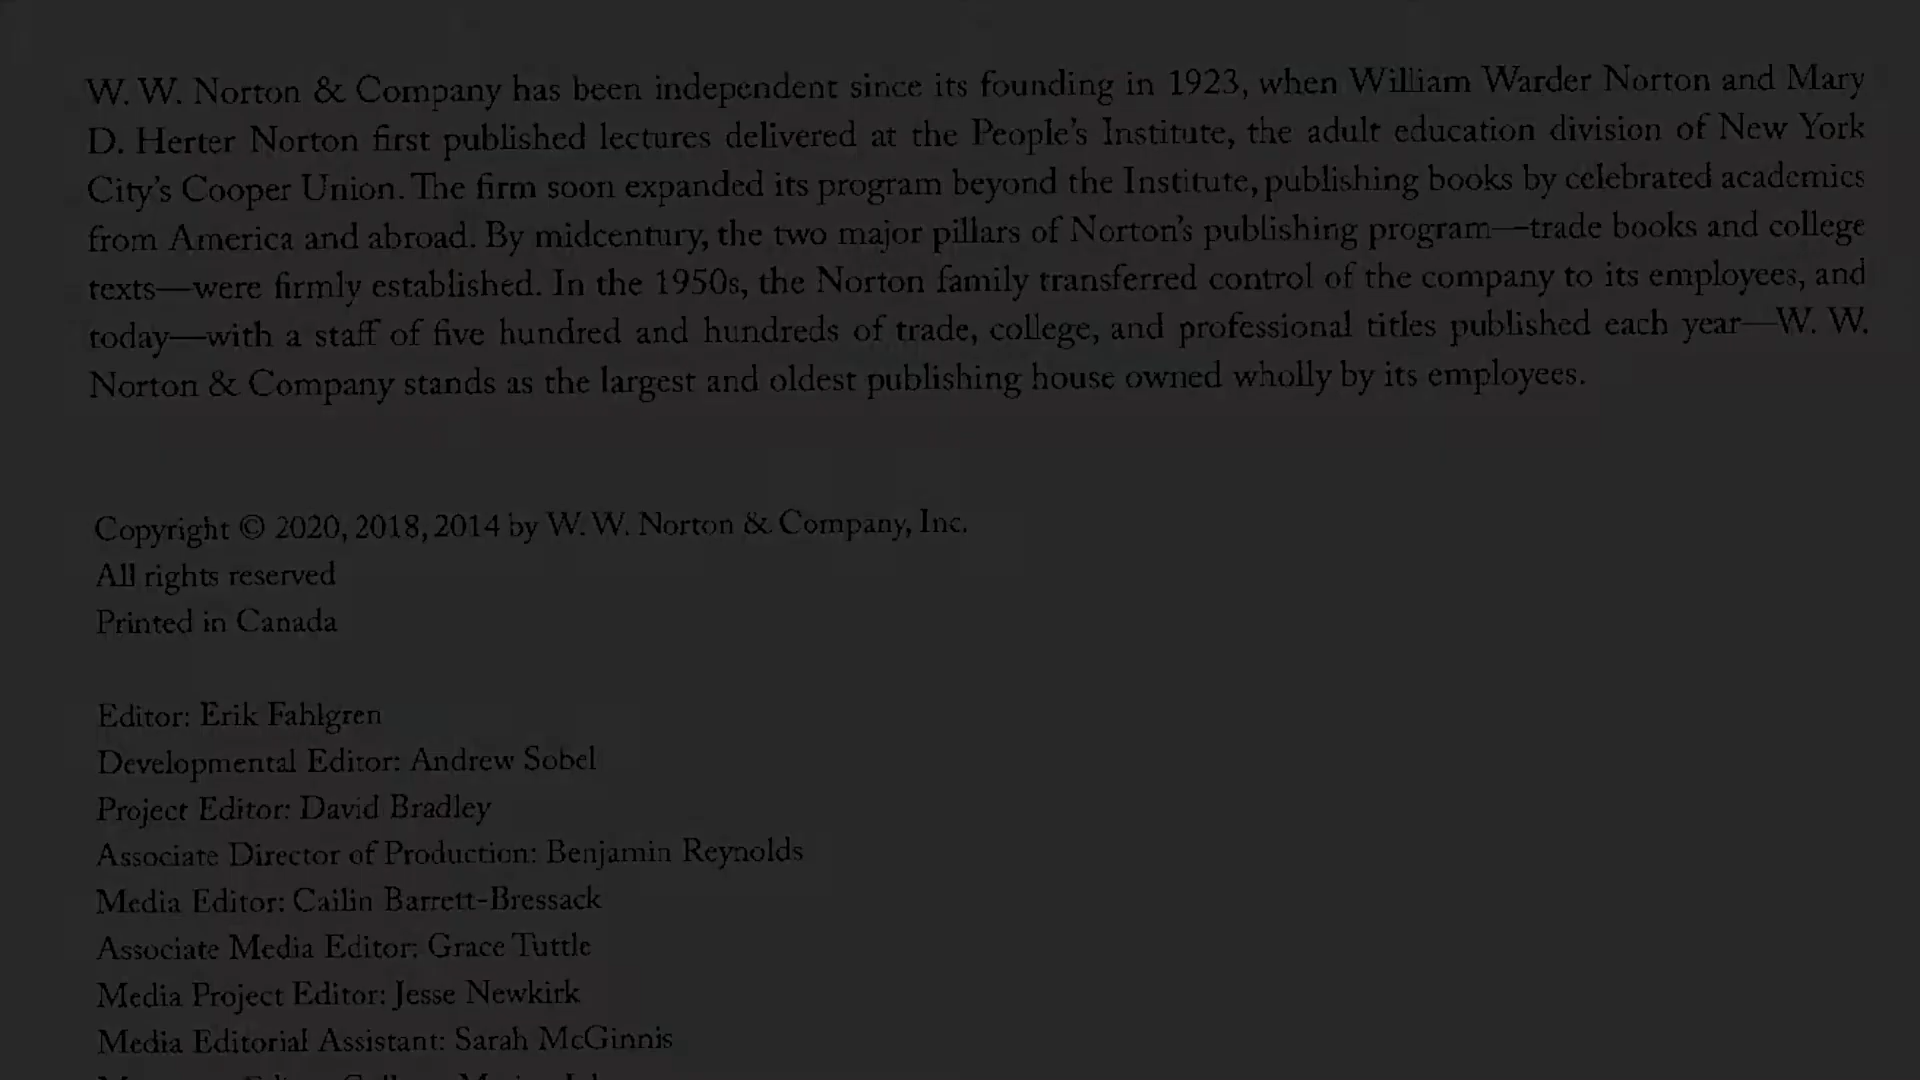 W. W. Norton & Company has been independent since its founding in 1923, when William Warder Norton and Mary
D. Herter Norton first published lectures delivered at the People's Institute, the adult education division of New York
City's Cooper Union. The firm soon expanded its program beyond the Institute, publishing books by celebrated academics
from America and abroad. By midcentury, the two major pillars of Norton's publishing program—trade books and college
texts—were firmly established. In the 1950s, the Norton family transferred control of the company to its employees, and
today—with a staff of five hundred and hundreds of trade, college, and professional titles published each year—W. W.
Norton & Company stands as the largest and oldest publishing house owned wholly by its employees.
Copyright © 2020, 2018, 2014 by W. W. Norton & Company, Inc.
All rights reserved
Printed in Canada
Editor: Erik Fahlgren
Developmental Editor: Andrew Sobel
Project Editor: David Bradley
Associate Director of Production: Benjamin Reynolds
Media Editor: Cailin Barrett-Bressack
Associate Media Editor: Grace Tuttle
Media Project Editor: Jesse Newkirk
Media Editorial Assistant: Sarah McGinnis